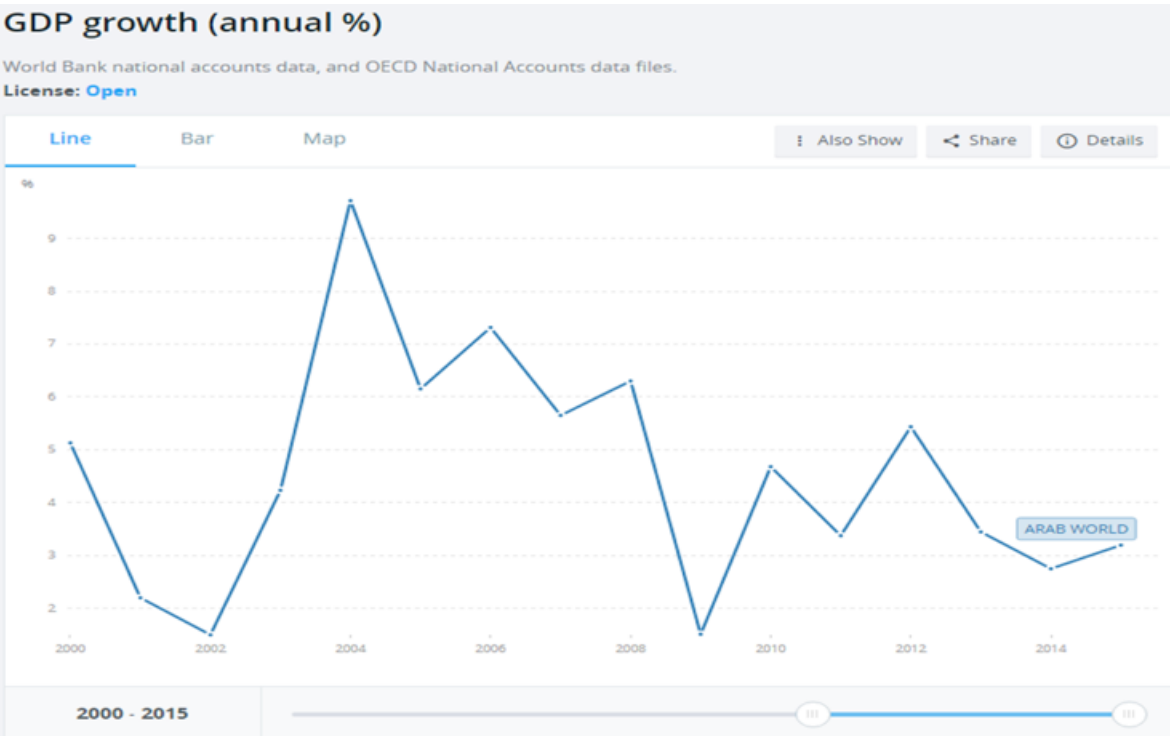 GDP growth (annual %)
World Bank national accounts data, and OECD National Accounts data files.
License: Open
Line Bar Map Also Show Share Details
%
9
8
7
6
5
4
3
2
ARAB WORLD
2000 2002 2004 2006 2008 2010 2012 2014
2000 - 2015